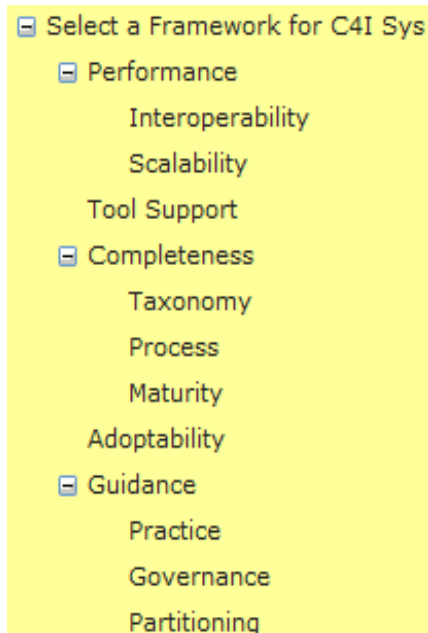 Select a Framework for C4I Sys
Performance
Interoperability
Scalability
Tool Support
Completeness
Taxonomy
Process
Maturity
Adoptability
Guidance
Practice
Governance
Partitioning